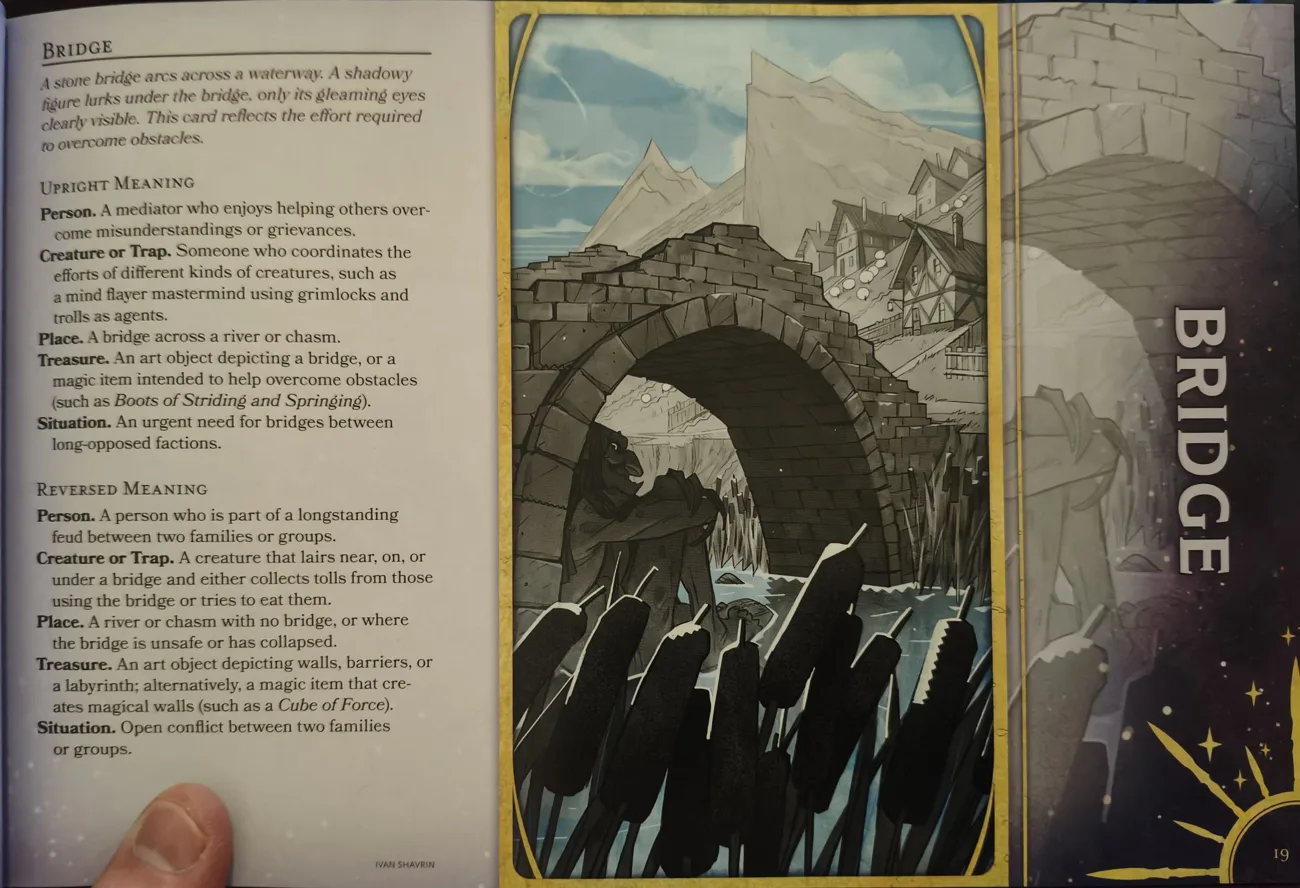 BRIDGE
A stone bridge arcs across a waterway. A shadowy
figure lurks under the bridge, only its gleaming eyes
clearly visible. This card reflects the effort required
to overcome obstacles.
UPRIGHT MEANING
Person. A mediator who enjoys helping others over-
come misunderstandings or grievances.
Creature or Trap. Someone who coordinates the
efforts of different kinds of creatures, such as
a mind flayer mastermind using grimlocks and
trolls as agents.
Place. A bridge across a river or chasm.
Treasure. An art object depicting a bridge, or a
magic item intended to help overcome obstacles
(such as Boots of Striding and Springing).
Situation. An urgent need for bridges between
long-opposed factions.
REVERSED MEANING
Person. A person who is part of a longstanding
feud between two families or groups.
Creature or Trap. A creature that lairs near, on, or
under a bridge and either collects tolls from those
using the bridge or tries to eat them.
Place. A river or chasm with no bridge, or where
the bridge is unsafe or has collapsed.
Treasure. An art object depicting walls, barriers, or
a labyrinth; alternatively, a magic item that cre-
ates magical walls (such as a Cube of Force).
Situation. Open conflict between two families
or groups.
IVAN SHAVRIN
BRIDGE
19